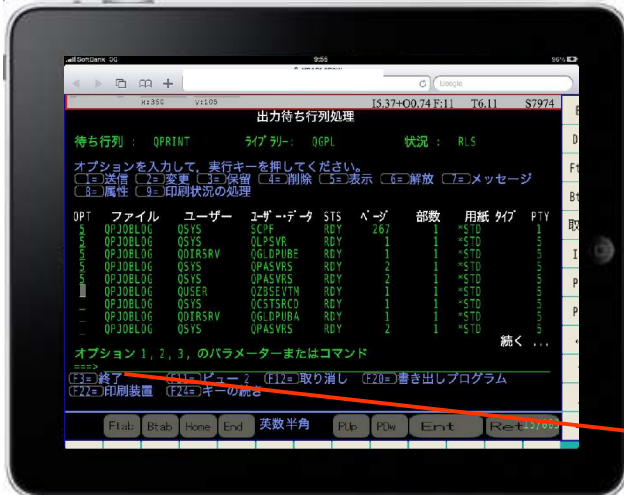 SoftBank 3G 9:55 96%
Google
X:350 Y:105 I5.37+O0.74 F:11 T6.11 S7974
出力待ち行列処理
待ち行列 : QPRINT ライブラリー: QGPL 状況 : RLS
オプションを入力して、実行キーを押してください。
1=送信 2=変更 3=保留 4=削除 5=表示 6=解放 7=メッセージ
8=属性 9=印刷状況の処理
OPT ファイル ユーザー ユーザー・データ STS ページ 部数 用紙 タイプ PTY
5 QPJOBLOG QSYS SCPF RDY 267 1 *STD 1
5 QPJOBLOG QSYS QLPSVR RDY 1 1 *STD 5
5 QPJOBLOG QDIRSRV QGLDPUBE RDY 1 1 *STD 5
5 QPJOBLOG QSYS QPASVRS RDY 2 1 *STD 5
5 QPJOBLOG QSYS QPASVRS RDY 2 1 *STD 5
QPJOBLOG QUSER QZBSEVTM RDY 1 1 *STD 5
_ QPJOBLOG QSYS QCSTSRCD RDY 1 1 *STD 5
_ QPJOBLOG QDIRSRV QGLDPUBA RDY 1 1 *STD 5
_ QPJOBLOG QSYS QPASVRS RDY 2 1 *STD 5
続く ...
オプション 1, 2, 3, のパラメーターまたはコマンド
===>
F3=終了 F11=ビュー 2 F12=取り消し F20=書き出しプログラム
F22=印刷装置 F24=キーの続き
Ftab Btab Home End 英数半角 PUp PDw Ent Ret